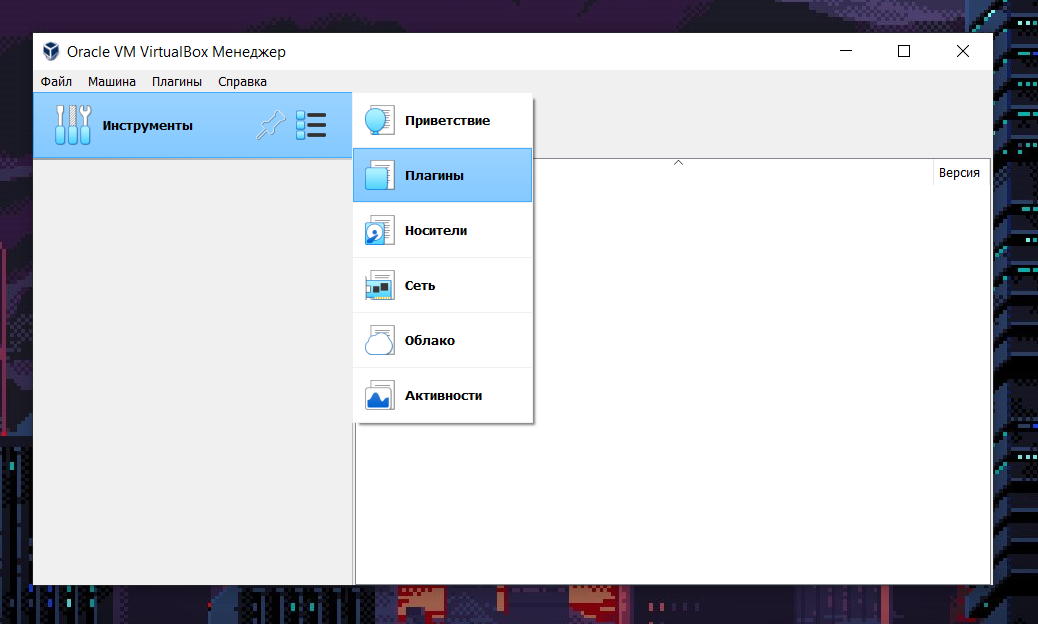 Oracle VM VirtualBox Менеджер
Файл Машина Плагины Справка
Инструменты
Приветствие
Плагины
Версия
Носители
Сеть
Облако
Активности